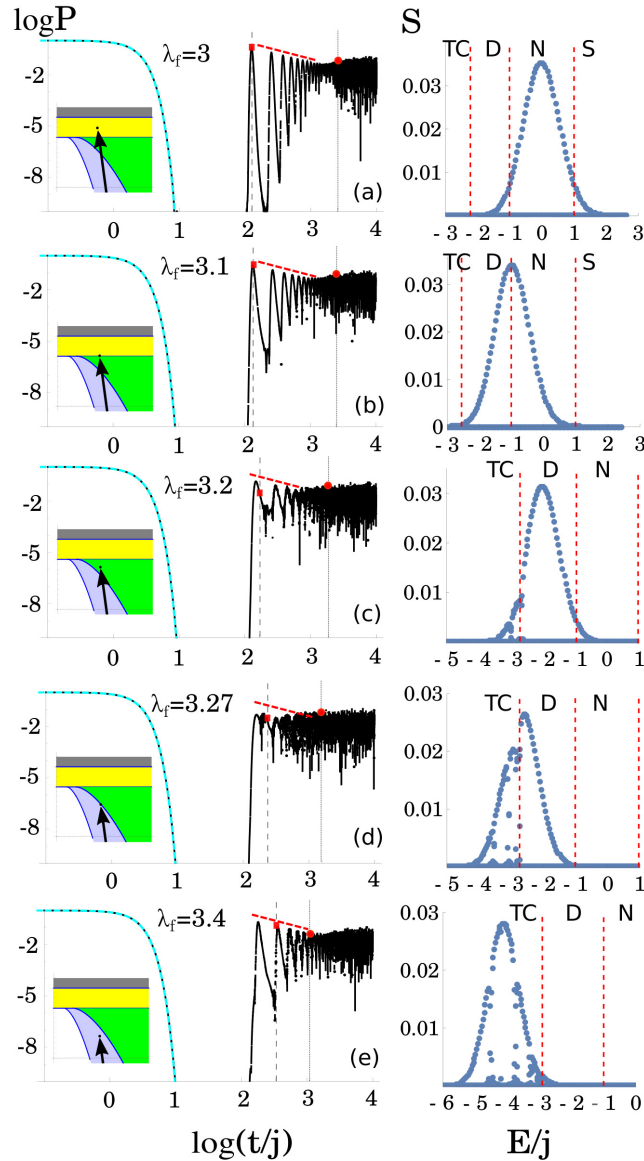 logP S
λf=3 TC D N S
-2 0.03
-5 0.02
-8 0.01
(a)
0 1 2 3 4 - 3 - 2 - 1 0 1 2 3
λf=3.1 TC D N S
-2 0.03
-5 0.02
-8 0.01
(b) 0
0 1 2 3 4 - 3 - 2 - 1 0 1 2 3
λf=3.2 TC D N
-2 0.03
-5 0.02
-8 0.01
(c)
0 1 2 3 4 - 5 - 4 - 3 - 2 - 1 0 1
λf=3.27 TC D N
-2 0.03
-5 0.02
-8 0.01
(d)
0 1 2 3 4 - 5 - 4 - 3 - 2 - 1 0 1
λf=3.4 TC D N
-2 0.03
-5 0.02
-8 0.01
(e)
0 1 2 3 4 - 6 - 5 - 4 - 3 - 2 - 1 0
log(t/j) E/j